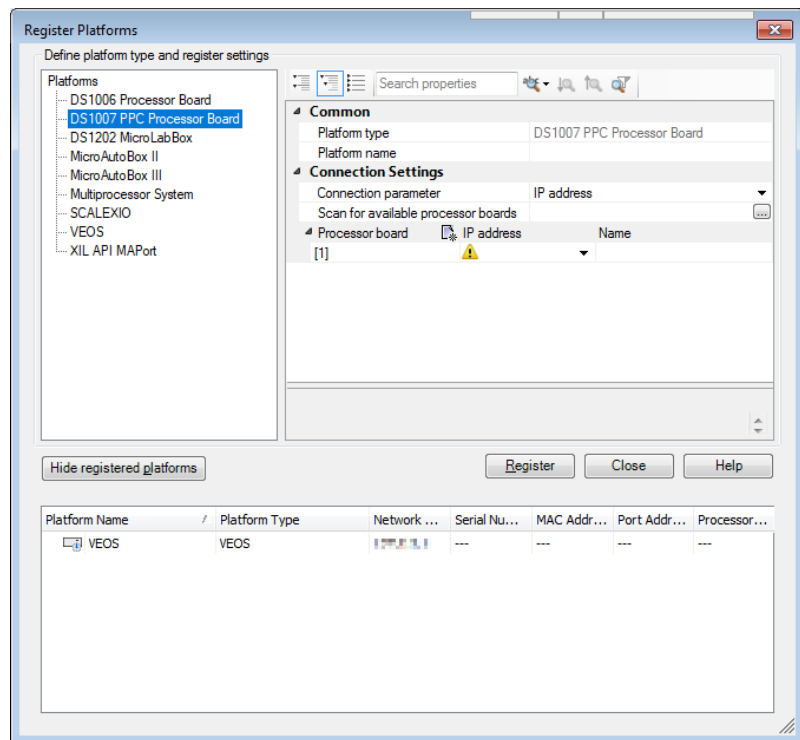 Register Platforms
Define platform type and register settings
Platforms
DS1006 Processor Board
DS1007 PPC Processor Board
DS1202 MicroLabBox
MicroAutoBox II
MicroAutoBox III
Multiprocessor System
SCALEXIO
VEOS
XIL API MAPort
Search properties
Common
Platform type DS1007 PPC Processor Board
Platform name
Connection Settings
Connection parameter IP address
Scan for available processor boards ...
Processor board IP address Name
[1]
Hide registered platforms Register Close Help
Platform Name / Platform Type Network ... Serial Nu... MAC Addr... Port Addr... Processor...
VEOS VEOS --- --- --- ---